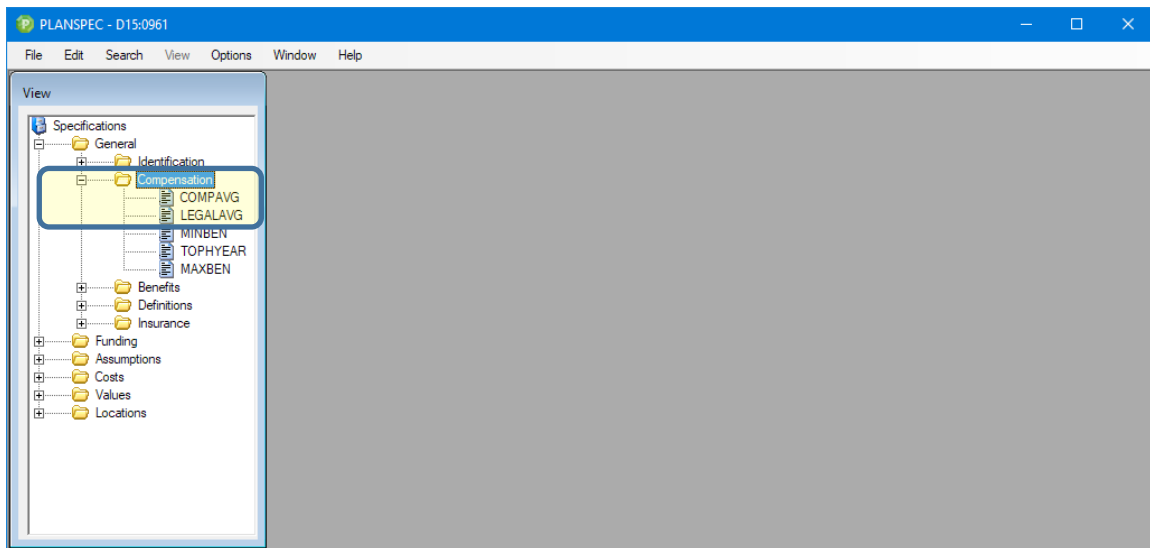 PLANSPEC - D15:0961
File Edit Search View Options Window Help
View
Specifications
General
Identification
Compensation
COMPAVG
LEGALAVG
MINBEN
TOPHYEAR
MAXBEN
Benefits
Definitions
Insurance
Funding
Assumptions
Costs
Values
Locations